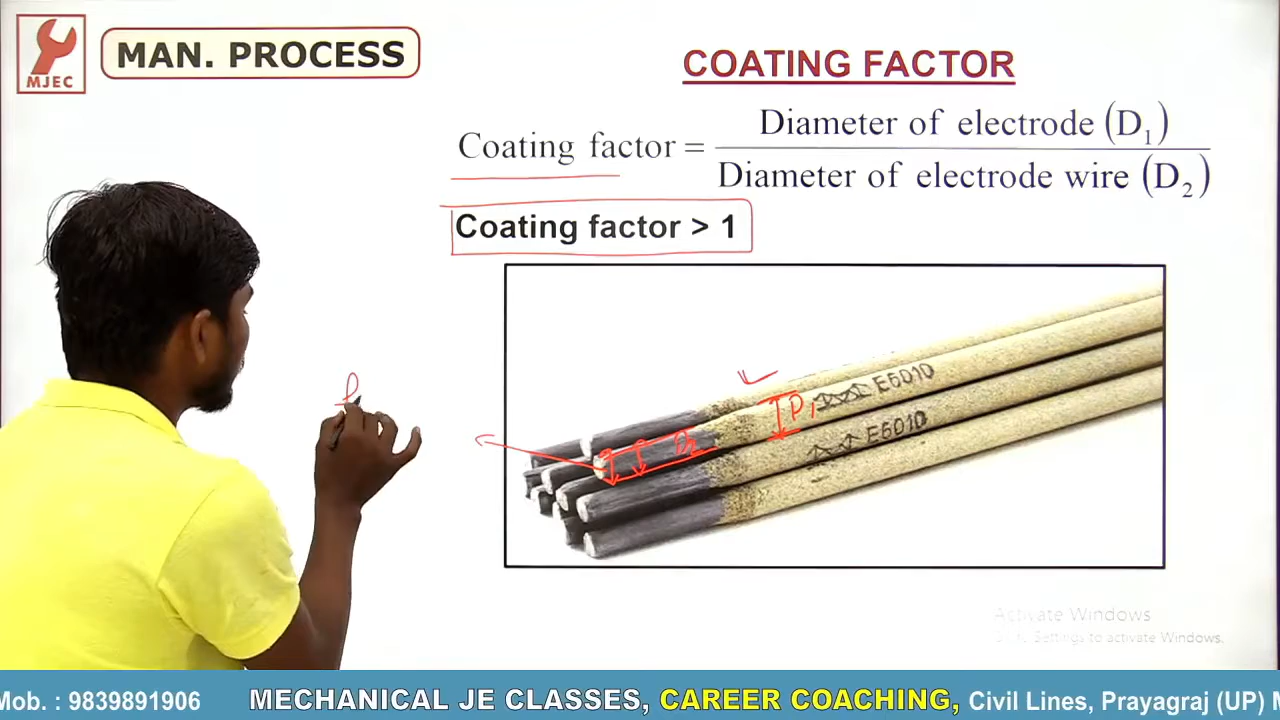 MJEC
MAN. PROCESS
COATING FACTOR
Coating factor = Diameter of electrode (D1)
Diameter of electrode wire (D2)
Coating factor > 1
D1
E6010
D2
E6010
Activate Windows
Settings to activate Windows.
Mob. : 9839891906 MECHANICAL JE CLASSES, CAREER COACHING, Civil Lines, Prayagraj (UP) M